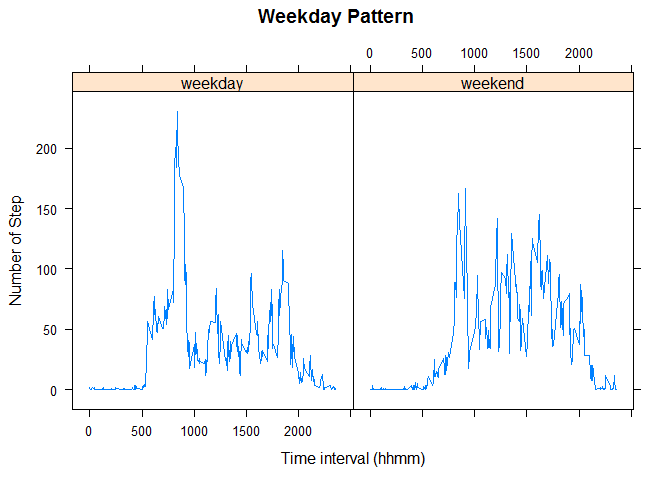 Weekday Pattern
0 500 1000 1500 2000
weekday weekend
Number of Step
200
150
100
50
0
0 500 1000 1500 2000
Time interval (hhmm)